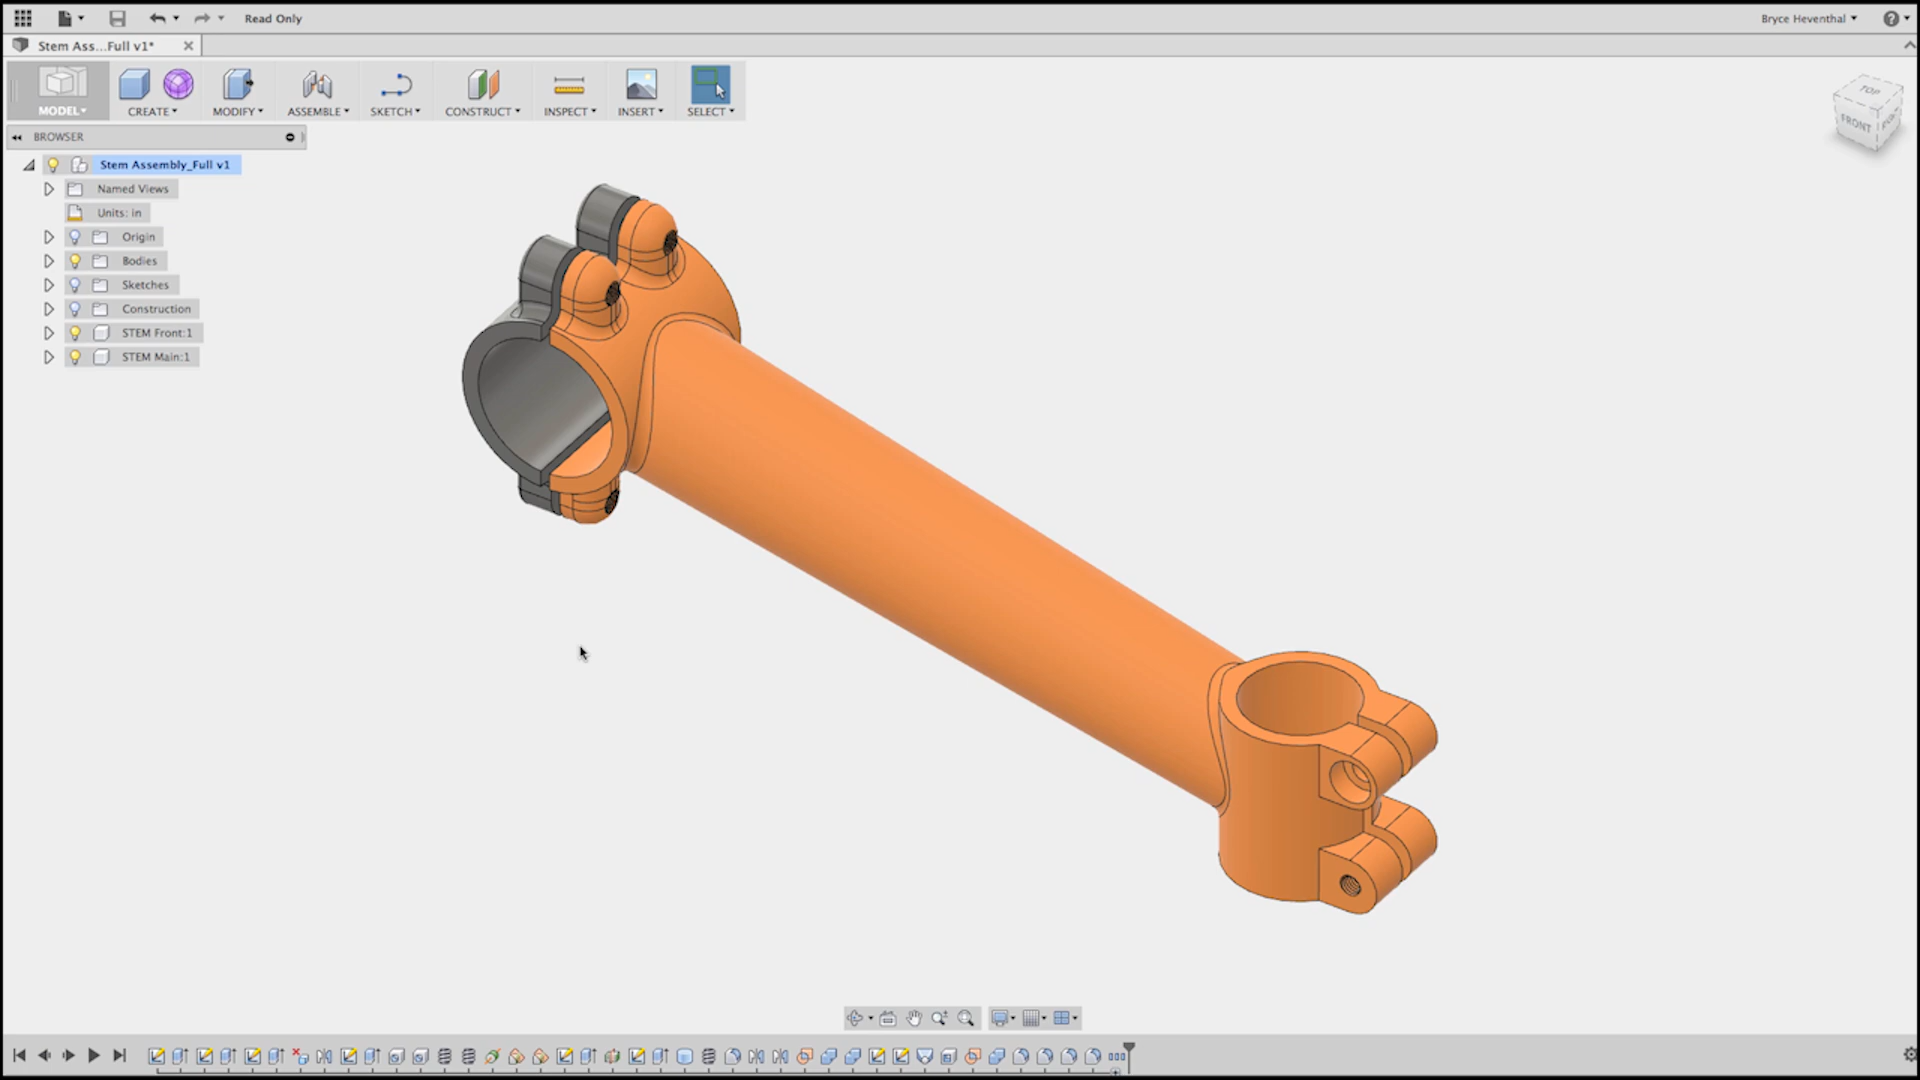 Read Only
Bryce Heventhal
Stem Ass...Full v1*
MODEL
CREATE
MODIFY
ASSEMBLE
SKETCH
CONSTRUCT
INSPECT
INSERT
SELECT
TOP
FRONT
BROWSER
Stem Assembly_Full v1
Named Views
Units: in
Origin
Bodies
Sketches
Construction
STEM Front:1
STEM Main:1